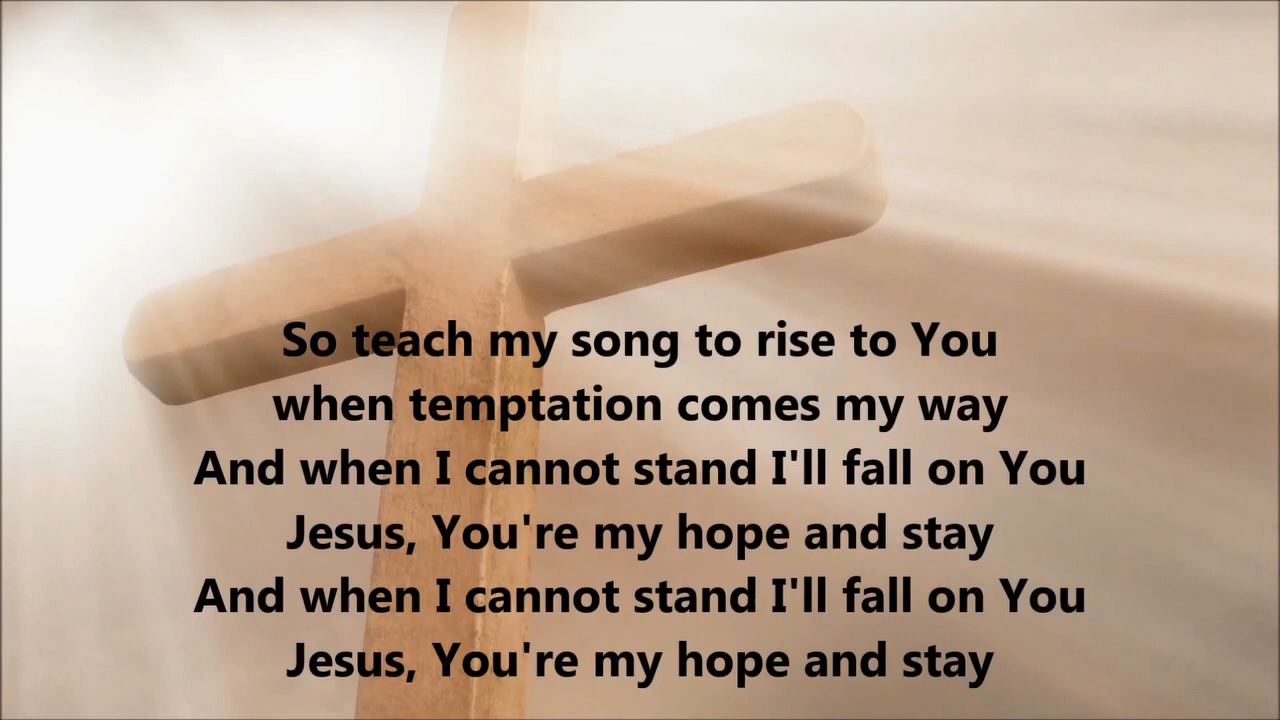 So teach my song to rise to You
when temptation comes my way
And when I cannot stand I'll fall on You
Jesus, You're my hope and stay
And when I cannot stand I'll fall on You
Jesus, You're my hope and stay